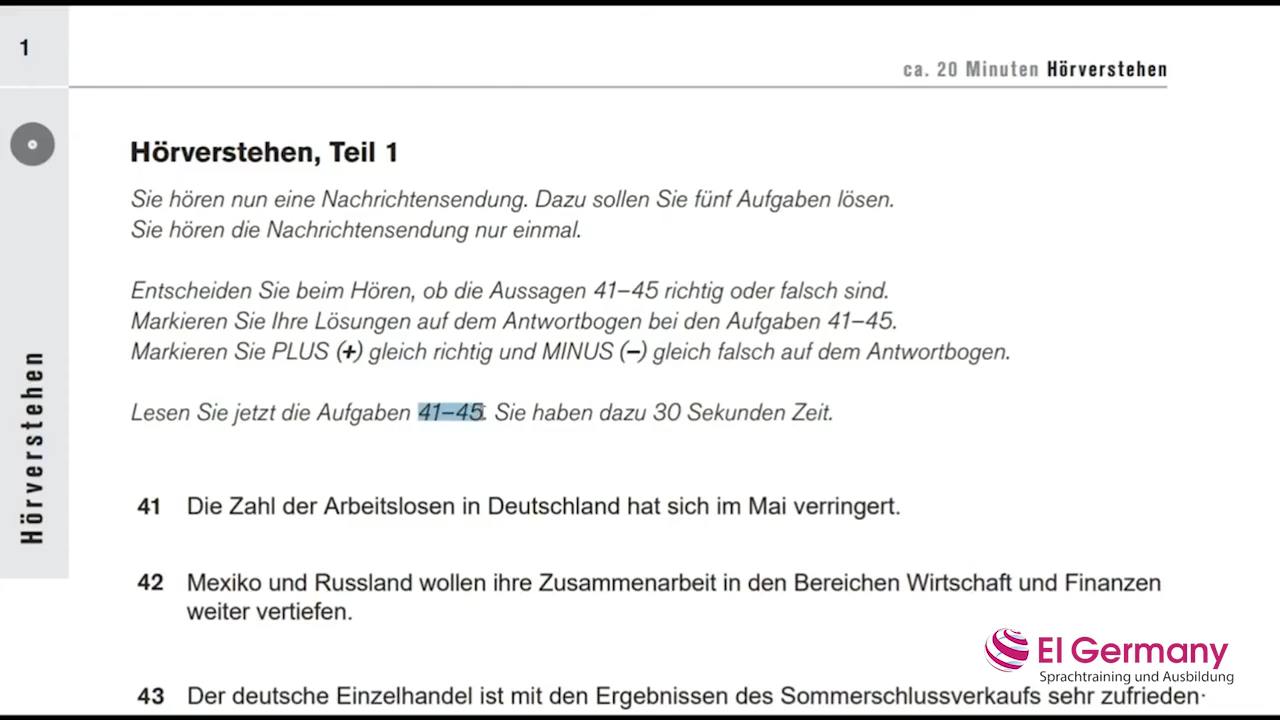 1
ca. 20 Minuten Hörverstehen
Hörverstehen
Hörverstehen, Teil 1
Sie hören nun eine Nachrichtensendung. Dazu sollen Sie fünf Aufgaben lösen.
Sie hören die Nachrichtensendung nur einmal.
Entscheiden Sie beim Hören, ob die Aussagen 41–45 richtig oder falsch sind.
Markieren Sie Ihre Lösungen auf dem Antwortbogen bei den Aufgaben 41–45.
Markieren Sie PLUS (+) gleich richtig und MINUS (–) gleich falsch auf dem Antwortbogen.
Lesen Sie jetzt die Aufgaben 41–45. Sie haben dazu 30 Sekunden Zeit.
41 Die Zahl der Arbeitslosen in Deutschland hat sich im Mai verringert.
42 Mexiko und Russland wollen ihre Zusammenarbeit in den Bereichen Wirtschaft und Finanzen
weiter vertiefen.
43 Der deutsche Einzelhandel ist mit den Ergebnissen des Sommerschlussverkaufs sehr zufrieden
EI Germany
Sprachtraining und Ausbildung